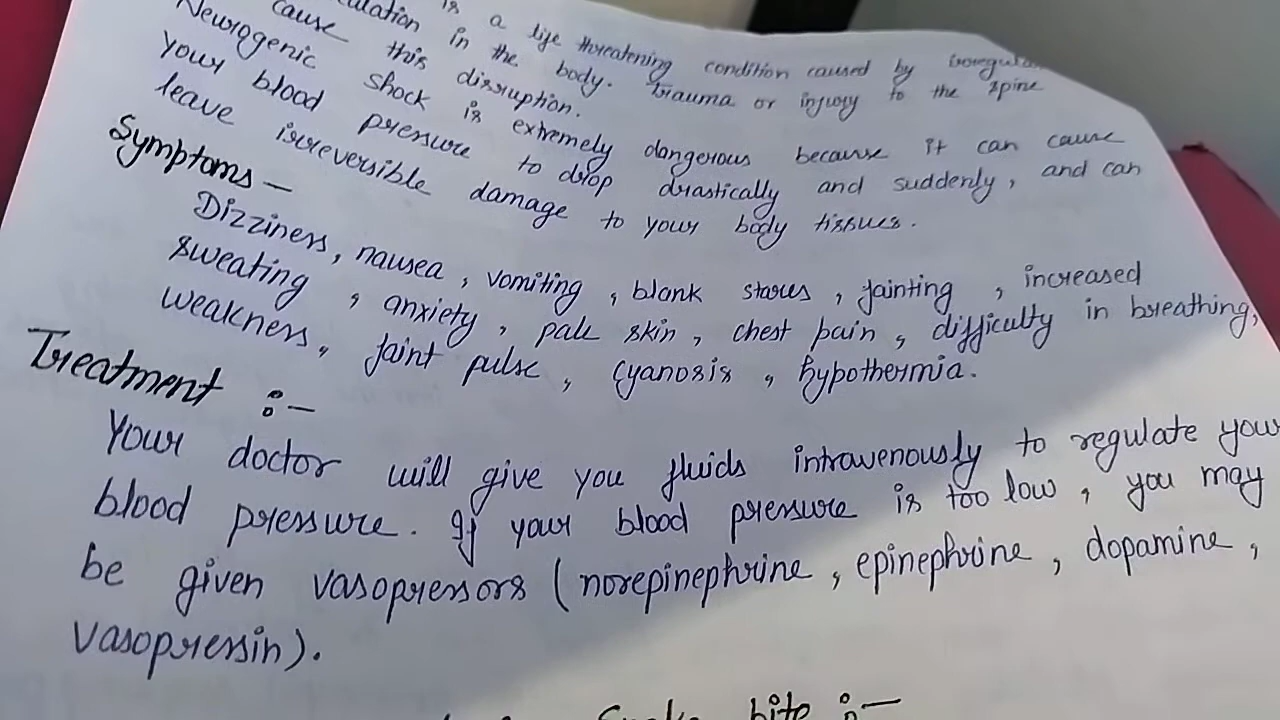 is a life threatening condition caused by
in the body. Trauma or injury to the spine
cause this disruption.
Neurogenic shock is extremely dangerous because it can cause
your blood pressure to drop drastically and suddenly, and can
leave irreversible damage to your body tissues.
Symptoms -
Dizziness, nausea, vomiting, blank stares, fainting, increased
sweating, anxiety, pale skin, chest pain, difficulty in breathing,
weakness, faint pulse, cyanosis, hypothermia.
Treatment :-
Your doctor will give you fluids intravenously to regulate your
blood pressure. If your blood pressure is too low, you may
be given vasopressors (norepinephrine, epinephrine, dopamine,
vasopressin).
Snake bite :-